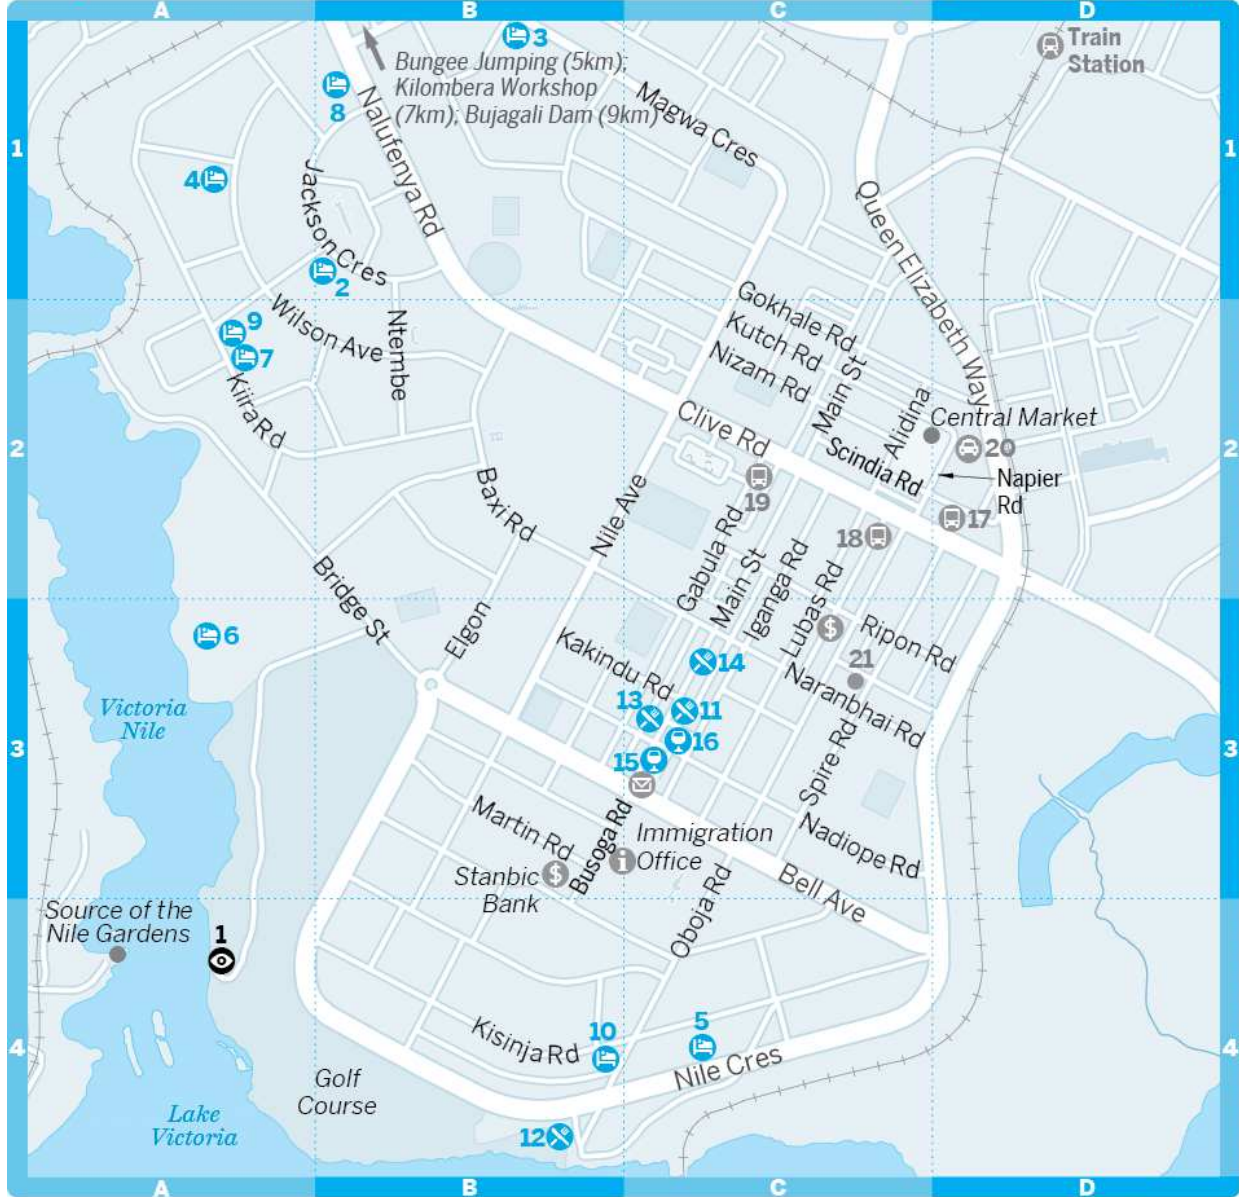 A
B
C
D
3
Train
Station
Bungee Jumping (5km);
Kilombera Workshop
(7km); Bujagali Dam (9km)
8
Magwa Cres
Nalufenya Rd
1
1
4
Jackson Cres
Queen Elizabeth Way
2
Gokhale Rd
9
Wilson Ave
Ntembe
Kutch Rd
7
Nizam Rd
Main St
Kiira Rd
Clive Rd
Alidina
Central Market
2
2
20
Scindia Rd
Napier
Rd
Baxi Rd
Nile Ave
19
17
Gabula Rd
18
Main St
Iganga Rd
Lubas Rd
Bridge St
Elgon
6
Kakindu Rd
14
$
Ripon Rd
21
Naranbhai Rd
Victoria
Nile
13
11
16
3
3
15
Spire Rd
Martin Rd
Busoga Rd
Immigration
Office
i
Nadiope Rd
Stanbic
Bank
$
Bell Ave
Source of the
Nile Gardens
1
Oboja Rd
Kisinja Rd
10
5
4
4
Nile Cres
Golf
Course
Lake
Victoria
12
A
B
C
D